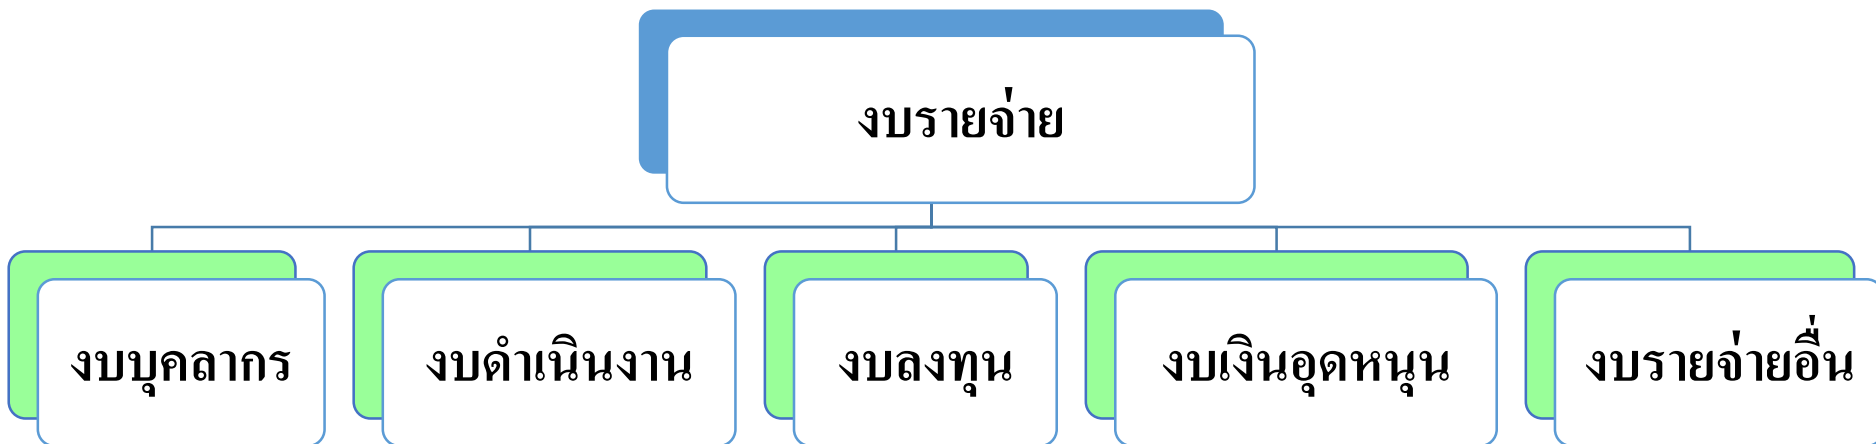 งบรายจ่าย
งบบุคลากร
งบดำเนินงาน
งบลงทุน
งบเงินอุดหนุน
งบรายจ่ายอื่น